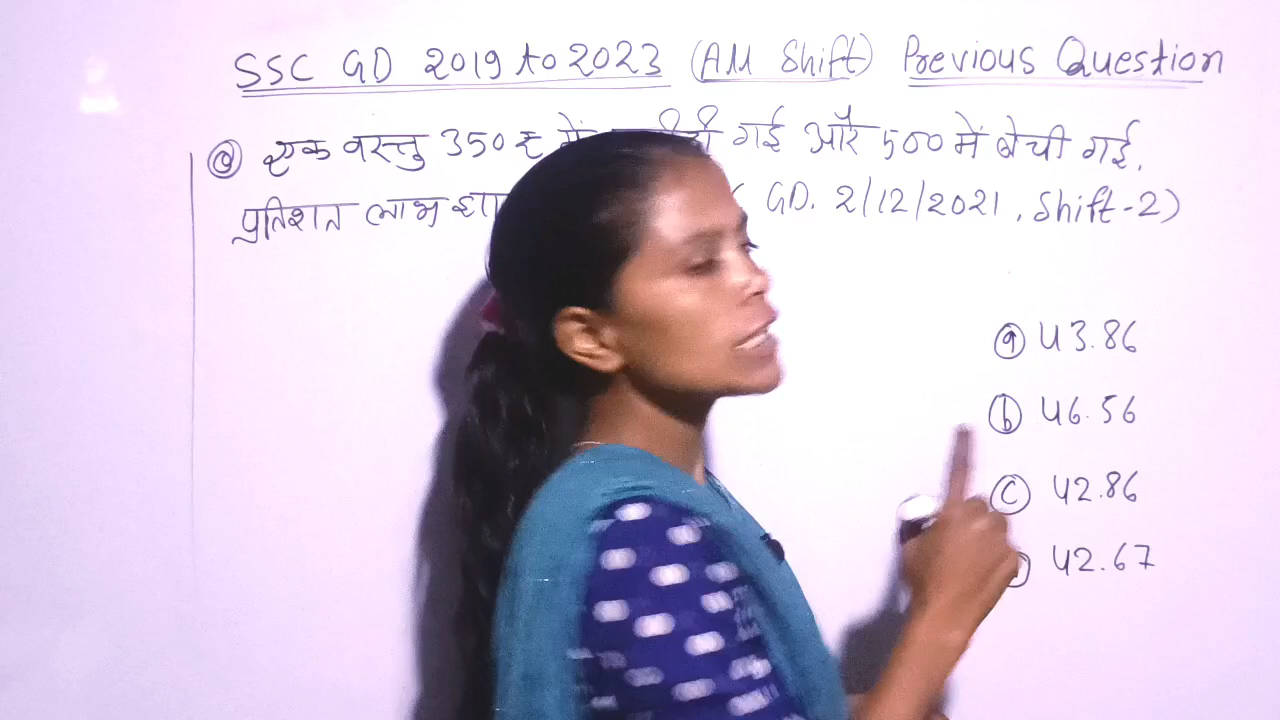 SSC GD 2019 to 2023 (All Shift) Previous Question
Q एक वस्तु 350 ₹ में गई और 500 में बेची गई,
प्रतिशत लाभ GD. 2/12/2021, Shift-2)
a 43.86
b 46.56
c 42.86
42.67